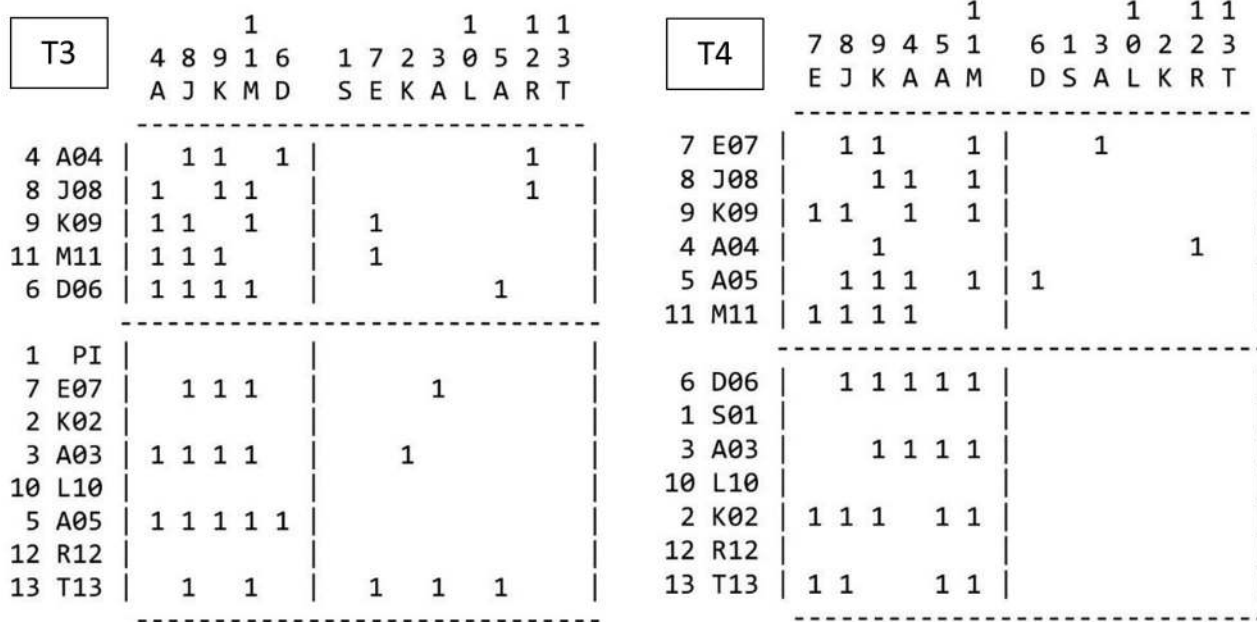 T3
            1             1   1 1
      4 8 9 1 6   1 7 2 3 0 5 2 3
      A J K M D   S E K A L A R T
     -----------------------------
 4 A04 |   1 1   1 |             1   |
 8 J08 | 1   1 1   |             1   |
 9 K09 | 1 1   1   |   1             |
11 M11 | 1 1 1     |   1             |
 6 D06 | 1 1 1 1   |           1     |
     -------------------------------
 1  PI |           |                 |
 7 E07 |   1 1 1   |       1         |
 2 K02 |           |                 |
 3 A03 | 1 1 1 1   |     1           |
10 L10 |           |                 |
 5 A05 | 1 1 1 1 1 |                 |
12 R12 |           |                 |
13 T13 |   1   1   |   1   1   1     |
     ------------------------------
T4
                1         1   1 1
      7 8 9 4 5 1   6 1 3 0 2 2 3
      E J K A A M   D S A L K R T
     ------------------------------
 7 E07 |   1 1     1 |     1         |
 8 J08 |     1 1   1 |               |
 9 K09 | 1 1   1   1 |               |
 4 A04 |     1       |           1   |
 5 A05 |   1 1 1   1 | 1             |
11 M11 | 1 1 1 1     |               |
     -------------------------------
 6 D06 |   1 1 1 1 1 |               |
 1 S01 |             |               |
 3 A03 |     1 1 1 1 |               |
10 L10 |             |               |
 2 K02 | 1 1 1   1 1 |               |
12 R12 |             |               |
13 T13 | 1 1     1 1 |               |
     ------------------------------